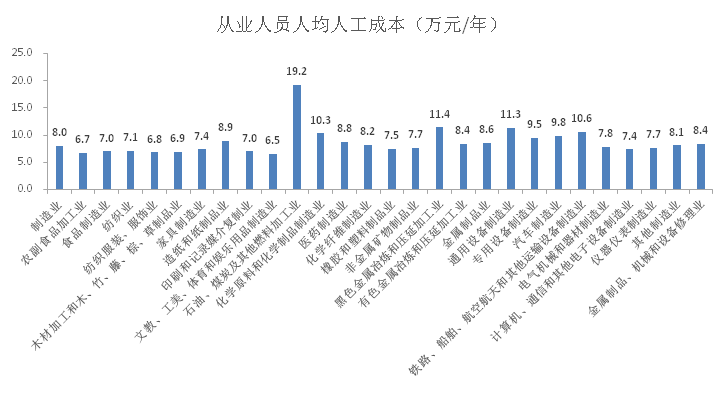 从业人员人均人工成本（万元/年）
25.0
20.0
15.0
10.0
5.0
0.0
8.0
6.7
7.0
7.1
6.8
6.9
7.4
8.9
7.0
6.5
19.2
10.3
8.8
8.2
7.5
7.7
11.4
8.4
8.6
11.3
9.5
9.8
10.6
7.8
7.4
7.7
8.1
8.4
制造业
农副食品加工业
食品制造业
纺织业
纺织服装、服饰业
木材加工和木、竹、藤、棕、草制品业
家具制造业
造纸和纸制品业
印刷和记录媒介复制业
文教、工美、体育和娱乐用品制造业
石油、煤炭及其他燃料加工业
化学原料和化学制品制造业
医药制造业
化学纤维制造业
橡胶和塑料制品业
非金属矿物制品业
黑色金属冶炼和压延加工业
有色金属冶炼和压延加工业
金属制品业
通用设备制造业
专用设备制造业
汽车制造业
铁路、船舶、航空航天和其他运输设备制造业
电气机械和器材制造业
计算机、通信和其他电子设备制造业
仪器仪表制造业
其他制造业
金属制品、机械和设备修理业